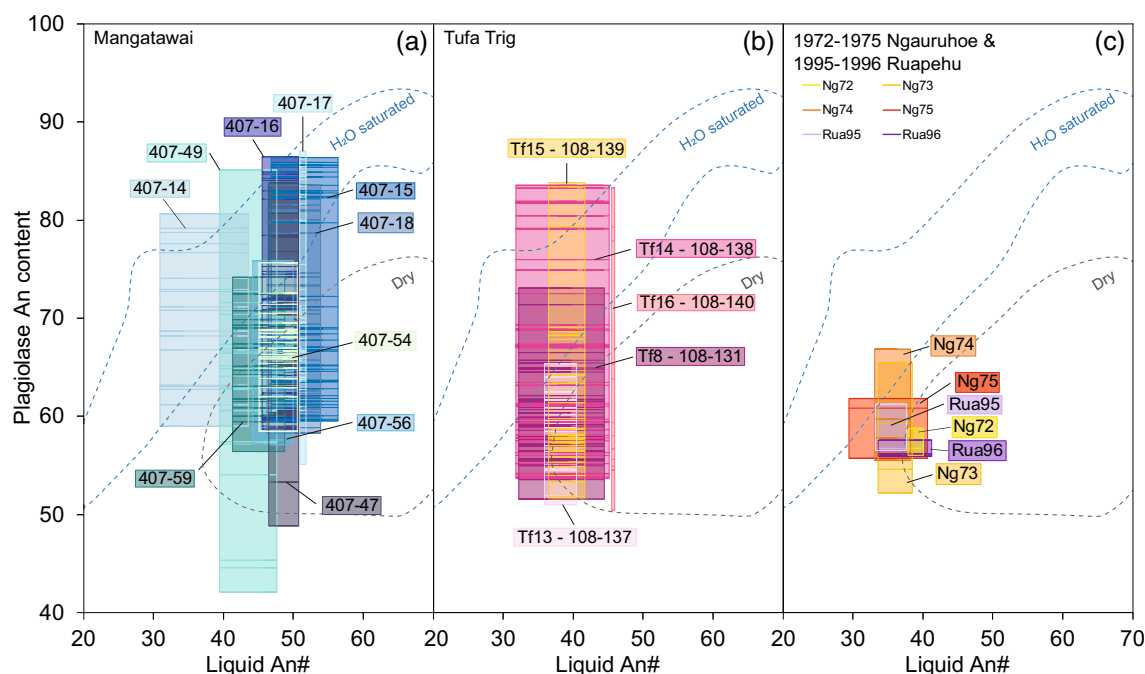 100
90
80
70
60
50
40
Plagiolase An content
Mangatawai
(a)
407-17
407-16
H₂O saturated
407-49
407-14
407-15
407-18
Dry
407-54
407-56
407-59
407-47
20 30 40 50 60
Liquid An#
Tufa Trig
(b)
H₂O saturated
Tf15 - 108-139
Dry
Tf14 - 108-138
Tf16 - 108-140
Tf8 - 108-131
Tf13 - 108-137
20 30 40 50 60
Liquid An#
1972-1975 Ngauruhoe &
(c)
1995-1996 Ruapehu
Ng72 Ng73
Ng74 Ng75
Rua95 Rua96
H₂O saturated
Dry
Ng74
Ng75
Rua95
Ng72
Rua96
Ng73
20 30 40 50 60 70
Liquid An#